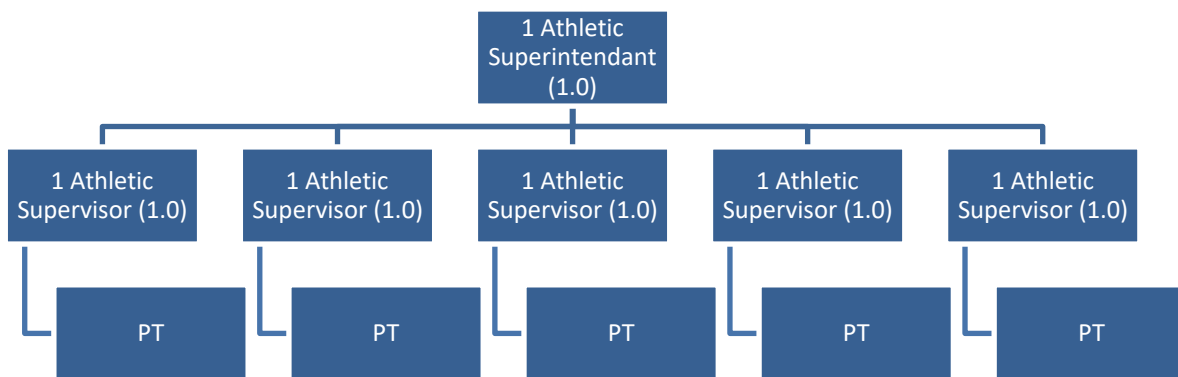 1 Athletic
Superintendant
(1.0)
1 Athletic
Supervisor (1.0)
1 Athletic
Supervisor (1.0)
1 Athletic
Supervisor (1.0)
1 Athletic
Supervisor (1.0)
1 Athletic
Supervisor (1.0)
PT
PT
PT
PT
PT